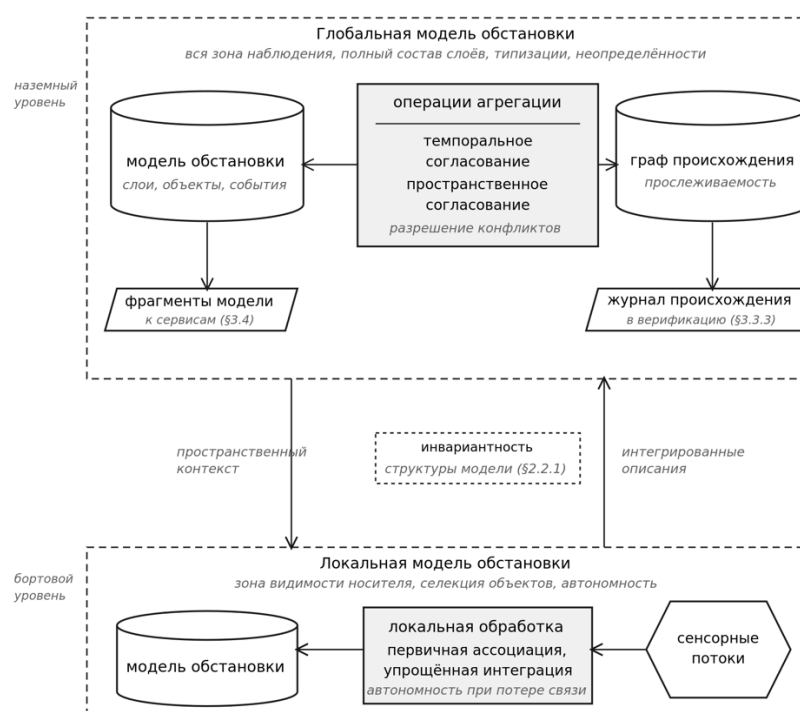 Глобальная модель обстановки
вся зона наблюдения, полный состав слоёв, типизации, неопределённости
наземный
уровень
модель обстановки
слои, объекты, события
операции агрегации
темпоральное
согласование
пространственное
согласование
разрешение конфликтов
граф происхождения
прослеживаемость
фрагменты модели
к сервисам (§3.4)
журнал происхождения
в верификацию (§3.3.3)
пространственный
контекст
инвариантность
структуры модели (§2.2.1)
интегрированные
описания
Локальная модель обстановки
зона видимости носителя, селекция объектов, автономность
бортовой
уровень
модель обстановки
локальная обработка
первичная ассоциация,
упрощённая интеграция
автономность при потере связи
сенсорные
потоки